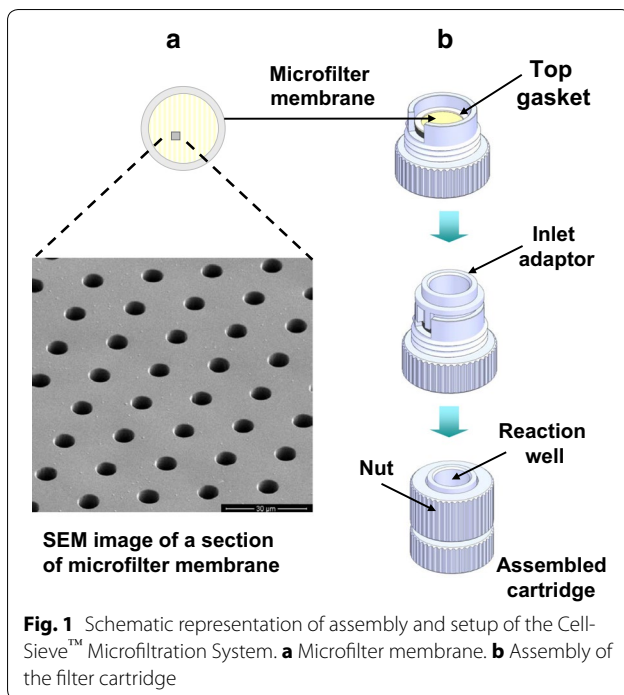 a
b
Microfilter
membrane
Top
gasket
Inlet
adaptor
Reaction
well
Nut
30 µm
SEM image of a section
of microfilter membrane
Assembled
cartridge
Fig. 1 Schematic representation of assembly and setup of the Cell-
Sieve™ Microfiltration System. a Microfilter membrane. b Assembly of
the filter cartridge